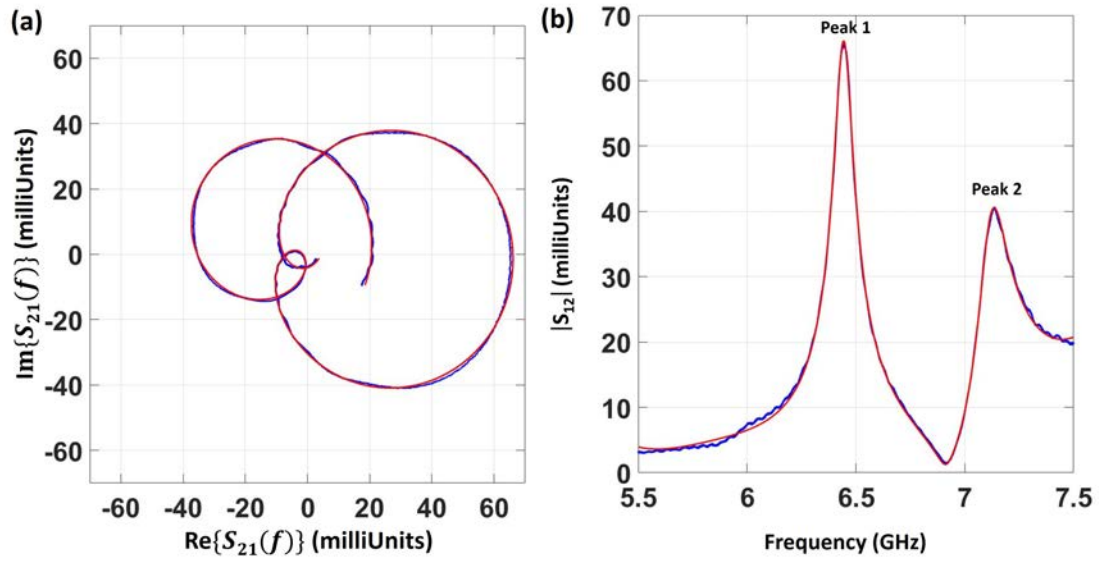 (a)
Im{S21(f)} (milliUnits)
60
40
20
0
-20
-40
-60
-60 -40 -20 0 20 40 60
Re{S21(f)} (milliUnits)
(b)
|S12| (milliUnits)
70
60
50
40
30
20
10
0
Peak 1
Peak 2
5.5 6 6.5 7 7.5
Frequency (GHz)